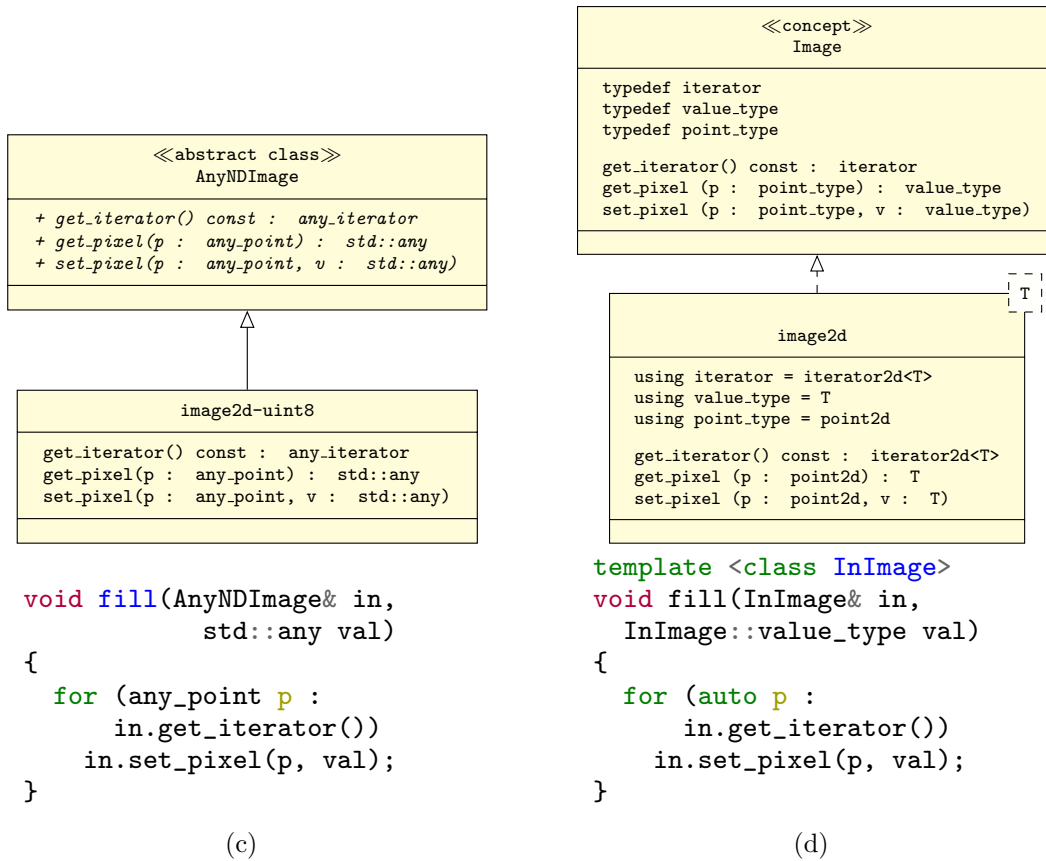 ≪abstract class≫
AnyNDImage
+ get_iterator() const : any_iterator
+ get_pixel(p : any_point) : std::any
+ set_pixel(p : any_point, v : std::any)
image2d-uint8
get_iterator() const : any_iterator
get_pixel(p : any_point) : std::any
set_pixel(p : any_point, v : std::any)
void fill(AnyNDImage& in,
            std::any val)
{
  for (any_point p :
      in.get_iterator())
    in.set_pixel(p, val);
}
(c)
≪concept≫
Image
typedef iterator
typedef value_type
typedef point_type
get_iterator() const : iterator
get_pixel (p : point_type) : value_type
set_pixel (p : point_type, v : value_type)
T
image2d
using iterator = iterator2d<T>
using value_type = T
using point_type = point2d
get_iterator() const : iterator2d<T>
get_pixel (p : point2d) : T
set_pixel (p : point2d, v : T)
template <class InImage>
void fill(InImage& in,
  InImage::value_type val)
{
  for (auto p :
      in.get_iterator())
    in.set_pixel(p, val);
}
(d)